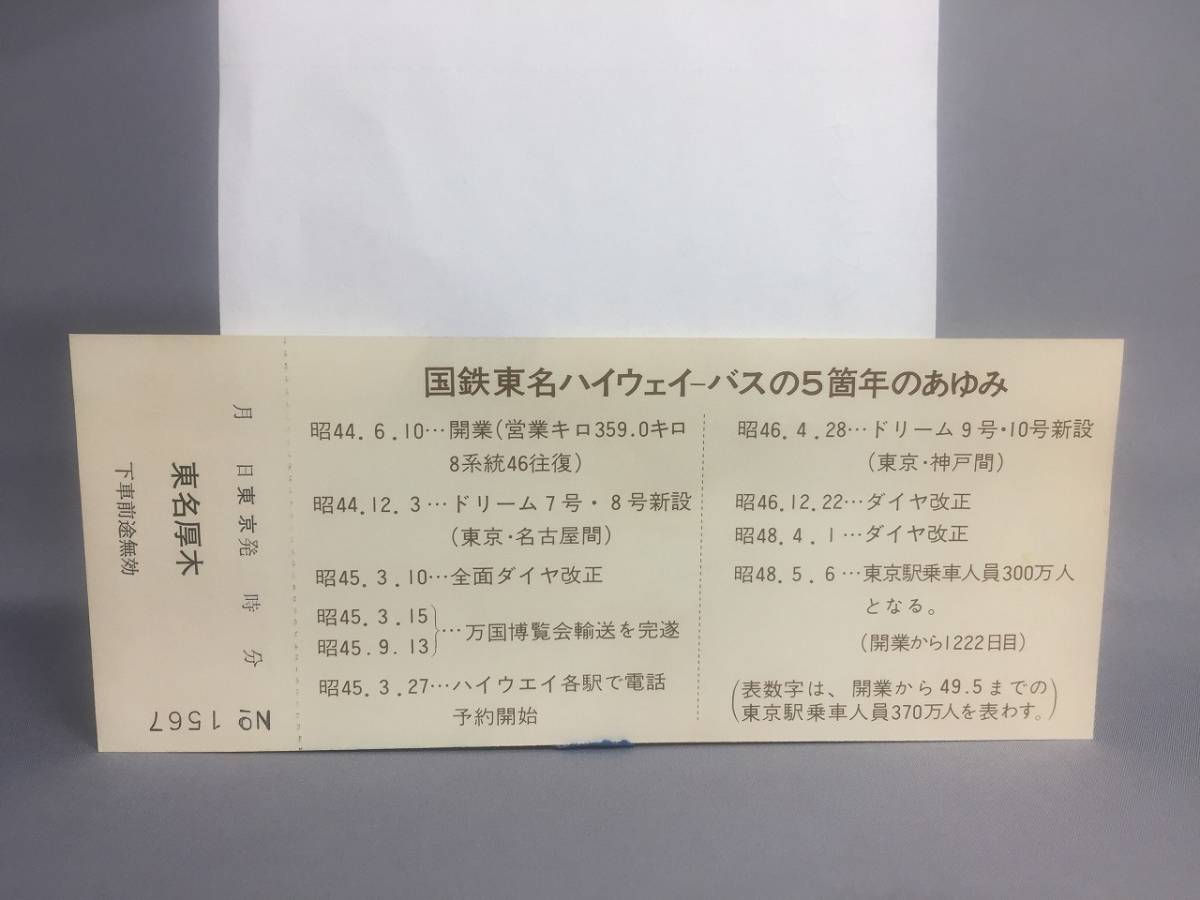 国鉄東名ハイウェイ-バスの5箇年のあゆみ
昭44.6.10…開業(営業キロ359.0キロ
8系統46往復)
昭44.12.3…ドリーム7号・8号新設
(東京・名古屋間)
昭45.3.10…全面ダイヤ改正
昭45.3.15
昭45.9.13}…万国博覧会輸送を完遂
昭45.3.27…ハイウエイ各駅で電話
予約開始
昭46.4.28…ドリーム9号・10号新設
(東京・神戸間)
昭46.12.22…ダイヤ改正
昭48.4.1…ダイヤ改正
昭48.5.6…東京駅乗車人員300万人
となる。
(開業から1222日目)
(表数字は、開業から49.5までの
東京駅乗車人員370万人を表わす。)
月 日東京発 時 分
東名厚木
下車前途無効
№ 1567